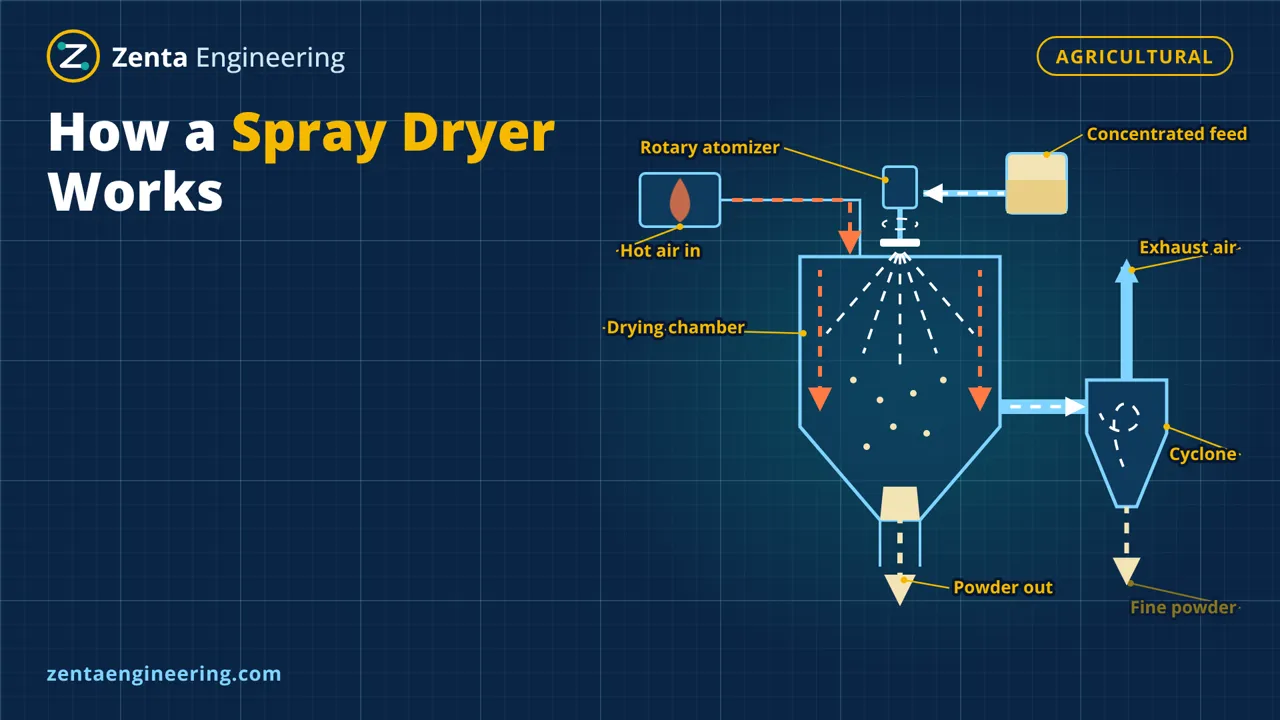 Zenta Engineering
AGRICULTURAL
How a Spray Dryer
Works
Concentrated feed
Rotary atomizer
Hot air in
Exhaust air
Drying chamber
Cyclone
Powder out
Fine powder
zentaengineering.com